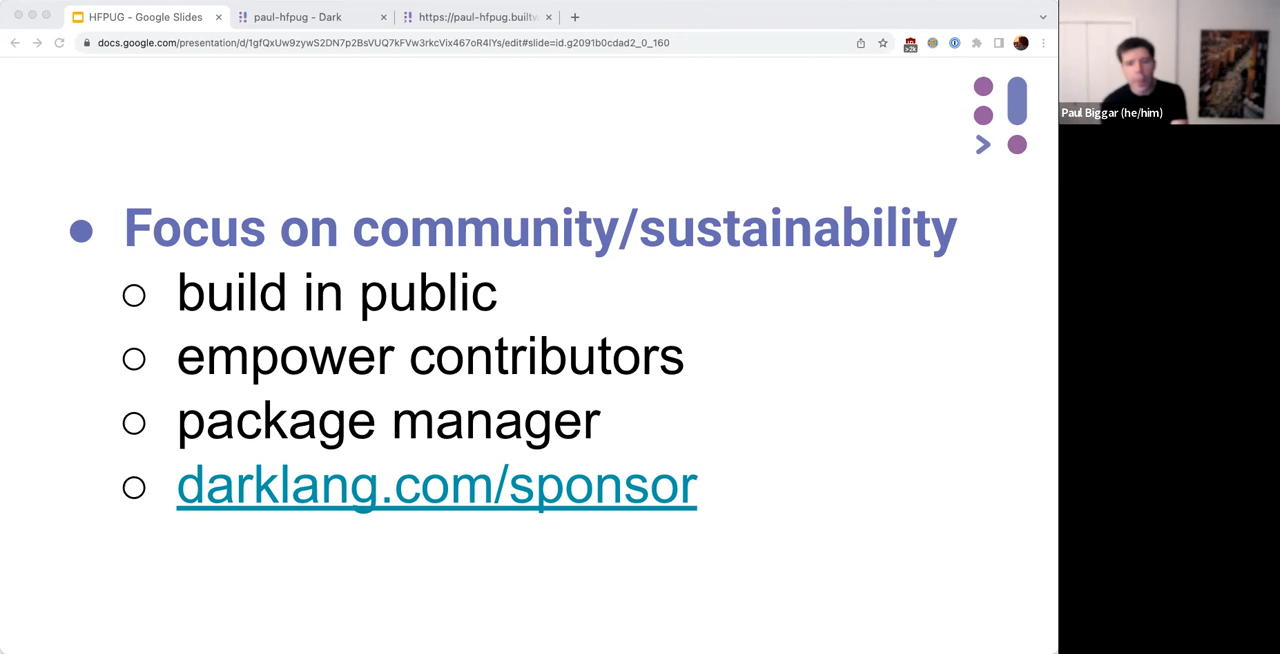 HFPUG - Google Slides
paul-hfpug - Dark
https://paul-hfpug.builtw
docs.google.com/presentation/d/1gfQxUw9zywS2DN7p2BsVUQ7kFVw3rkcVix467oR4lYs/edit#slide=id.g2091b0cdad2_0_160
>2k
Paul Biggar (he/him)
Focus on community/sustainability
build in public
empower contributors
package manager
darklang.com/sponsor